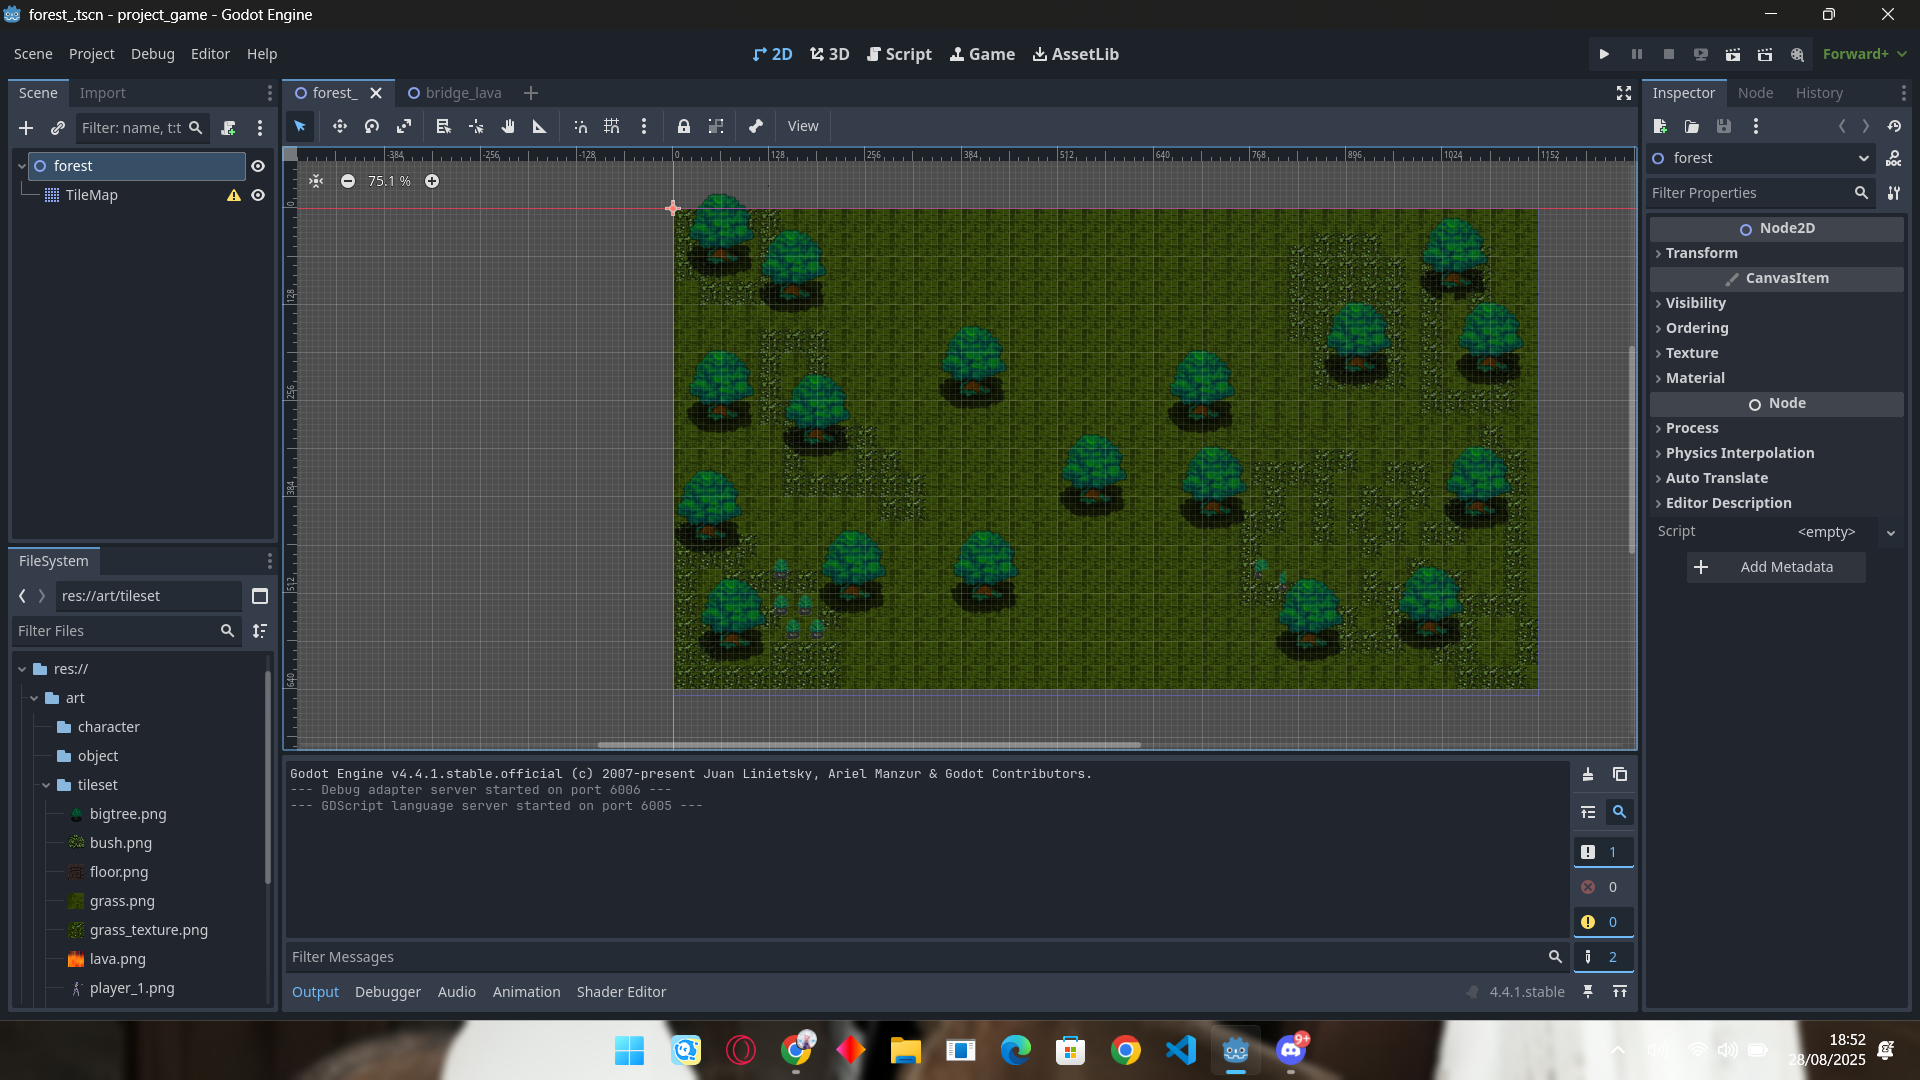 forest_.tscn - project_game - Godot Engine
Scene Project Debug Editor Help
2D 3D Script Game AssetLib
Forward+
Scene Import
forest_ bridge_lava
Inspector Node History
Filter: name, t:t
View
forest
TileMap
-384 -256 -128 0 128 256 384 512 640 768 896 1024 1152
0
128
256
384
512
640
75.1 %
forest
Filter Properties
Node2D
Transform
CanvasItem
Visibility
Ordering
Texture
Material
Node
Process
Physics Interpolation
Auto Translate
Editor Description
Script <empty>
Add Metadata
FileSystem
res://art/tileset
Filter Files
res://
art
character
object
tileset
bigtree.png
bush.png
floor.png
grass.png
grass_texture.png
lava.png
player_1.png
Godot Engine v4.4.1.stable.official (c) 2007-present Juan Linietsky, Ariel Manzur & Godot Contributors.
--- Debug adapter server started on port 6006 ---
--- GDScript language server started on port 6005 ---
1
0
0
2
Filter Messages
Output Debugger Audio Animation Shader Editor
4.4.1.stable
9+
18:52
28/08/2025